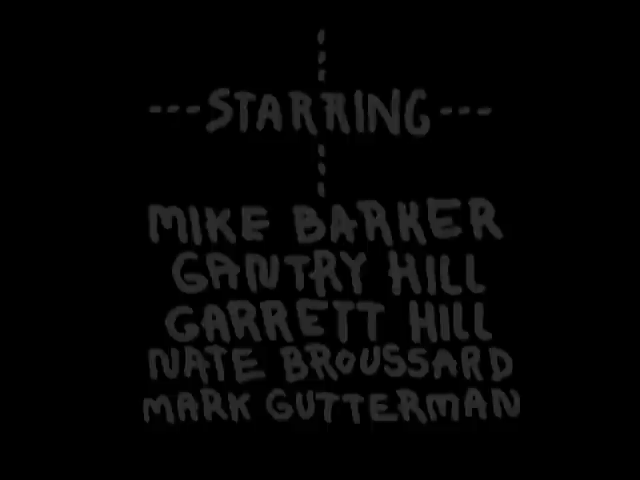 ---STARRING---
MIKE BARKER
GANTRY HILL
GARRETT HILL
NATE BROUSSARD
MARK GUTTERMAN